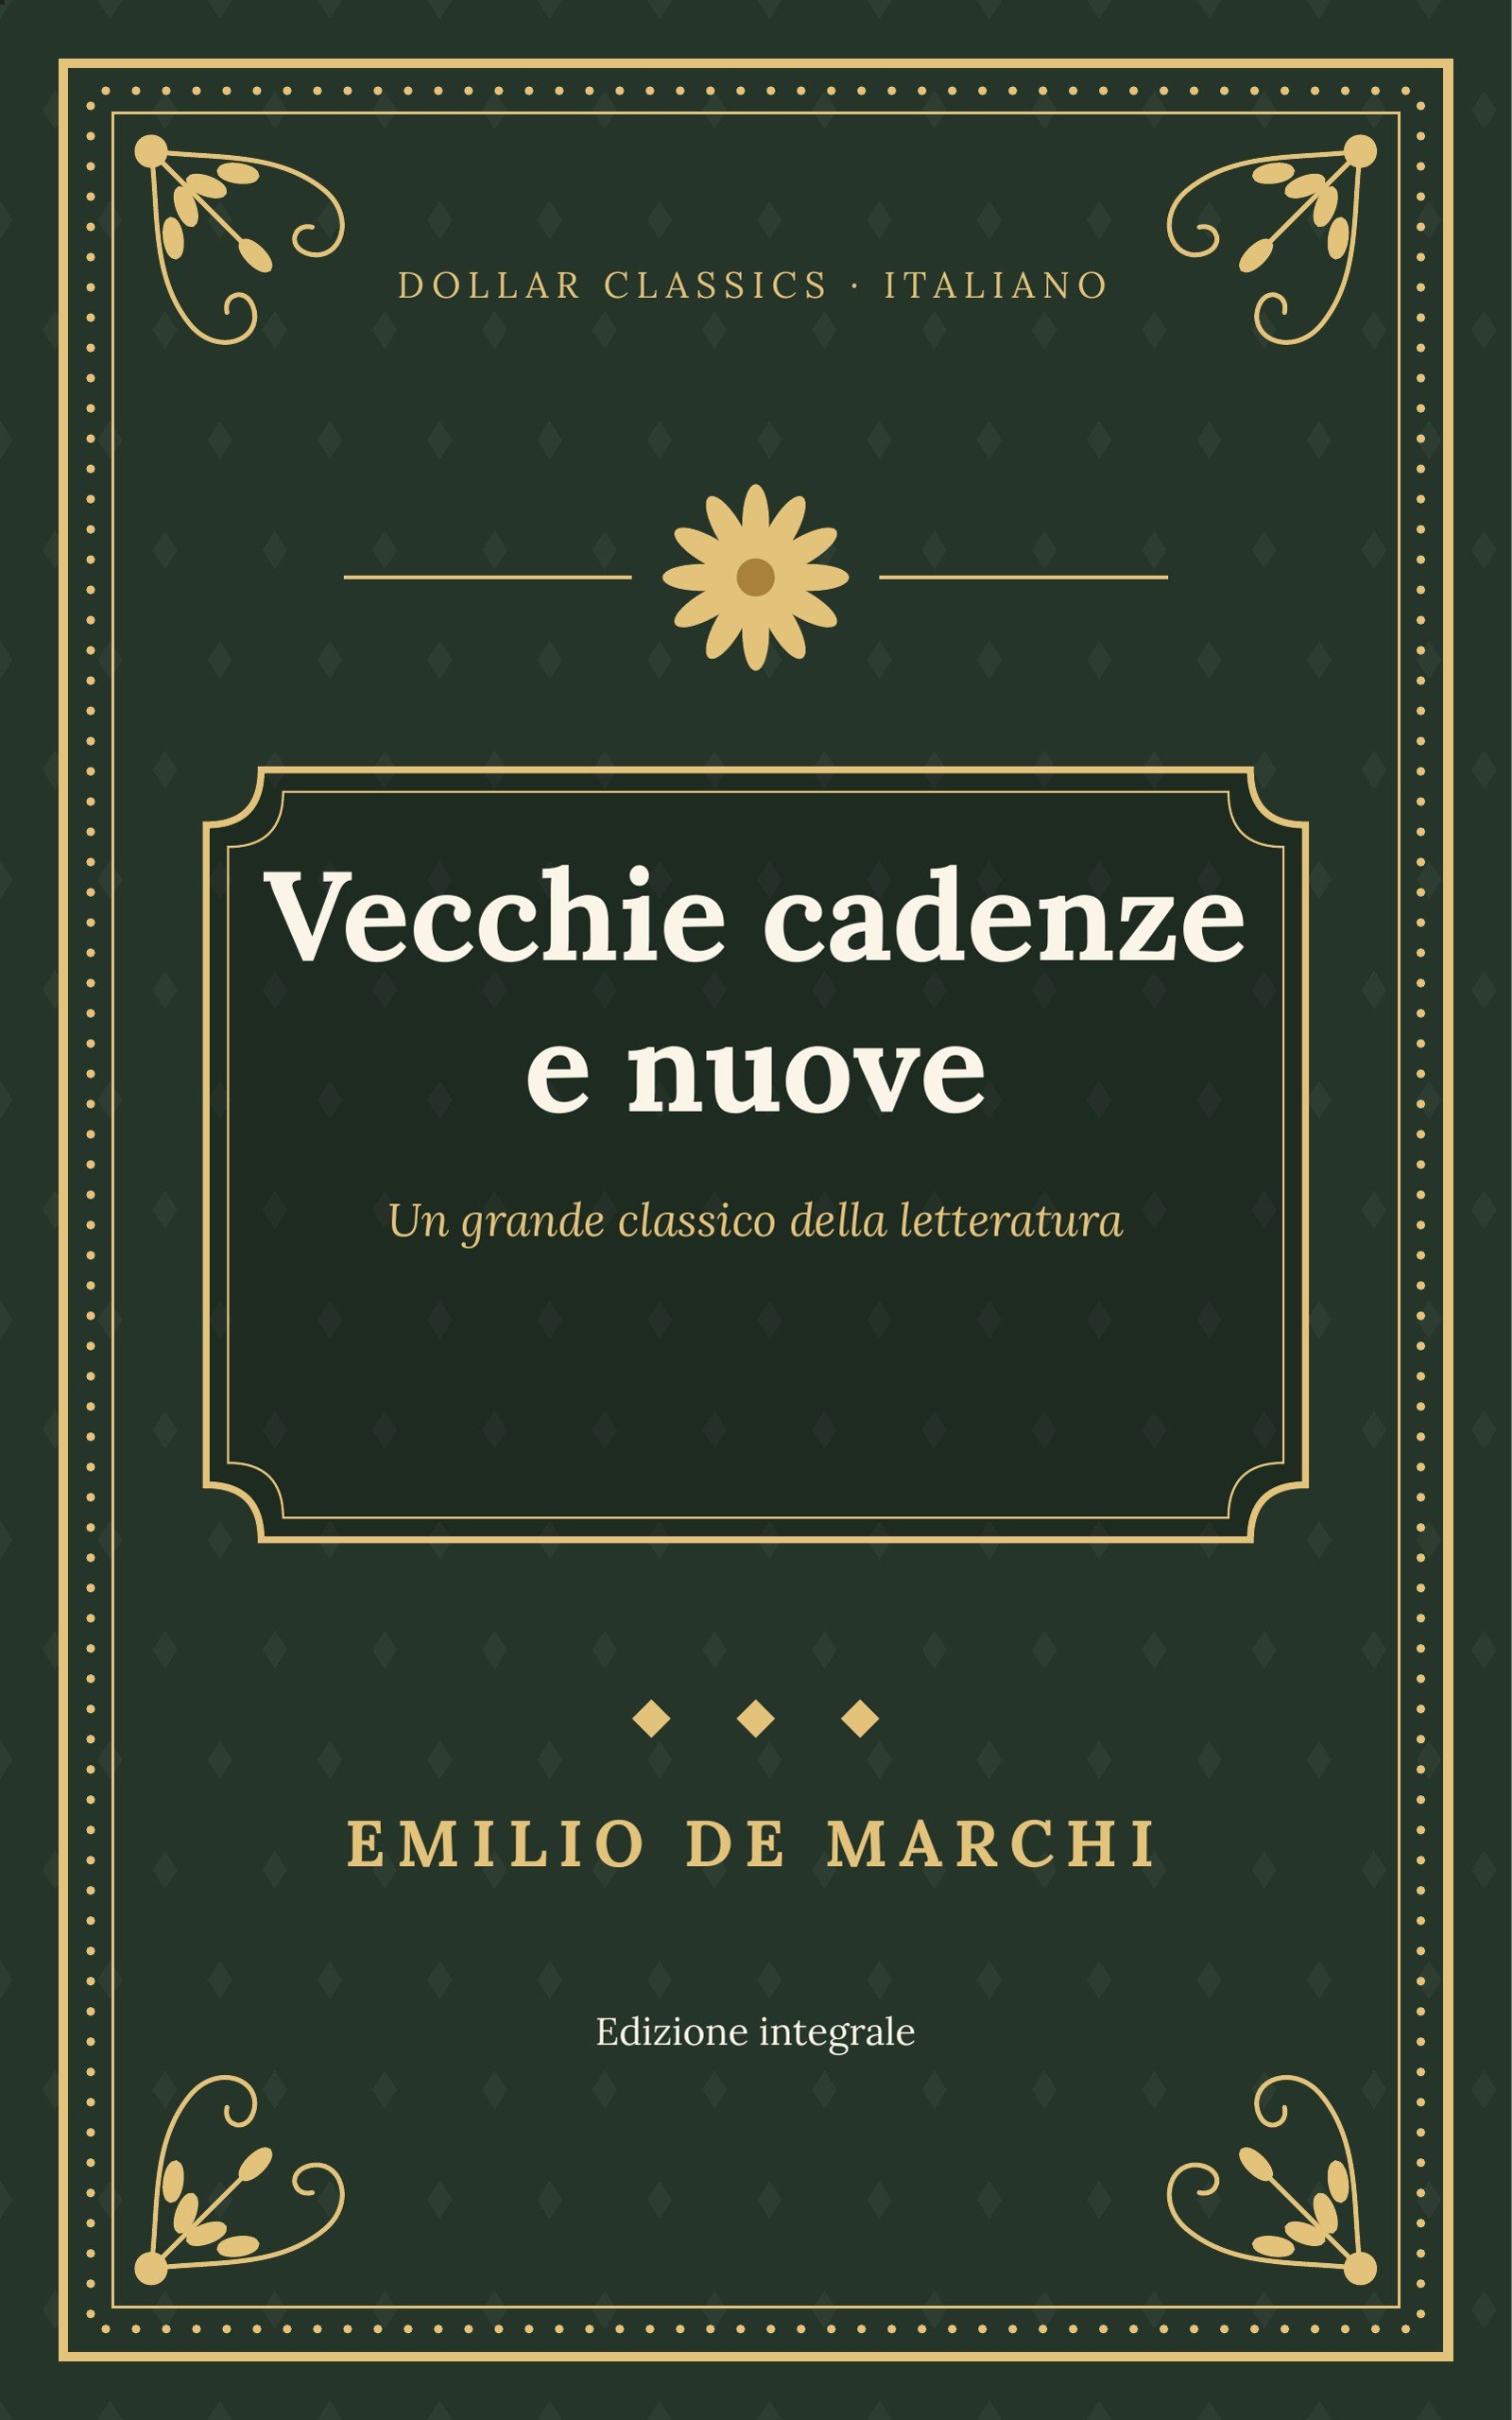 DOLLAR CLASSICS · ITALIANO
Vecchie cadenze
e nuove
Un grande classico della letteratura
EMILIO DE MARCHI
Edizione integrale